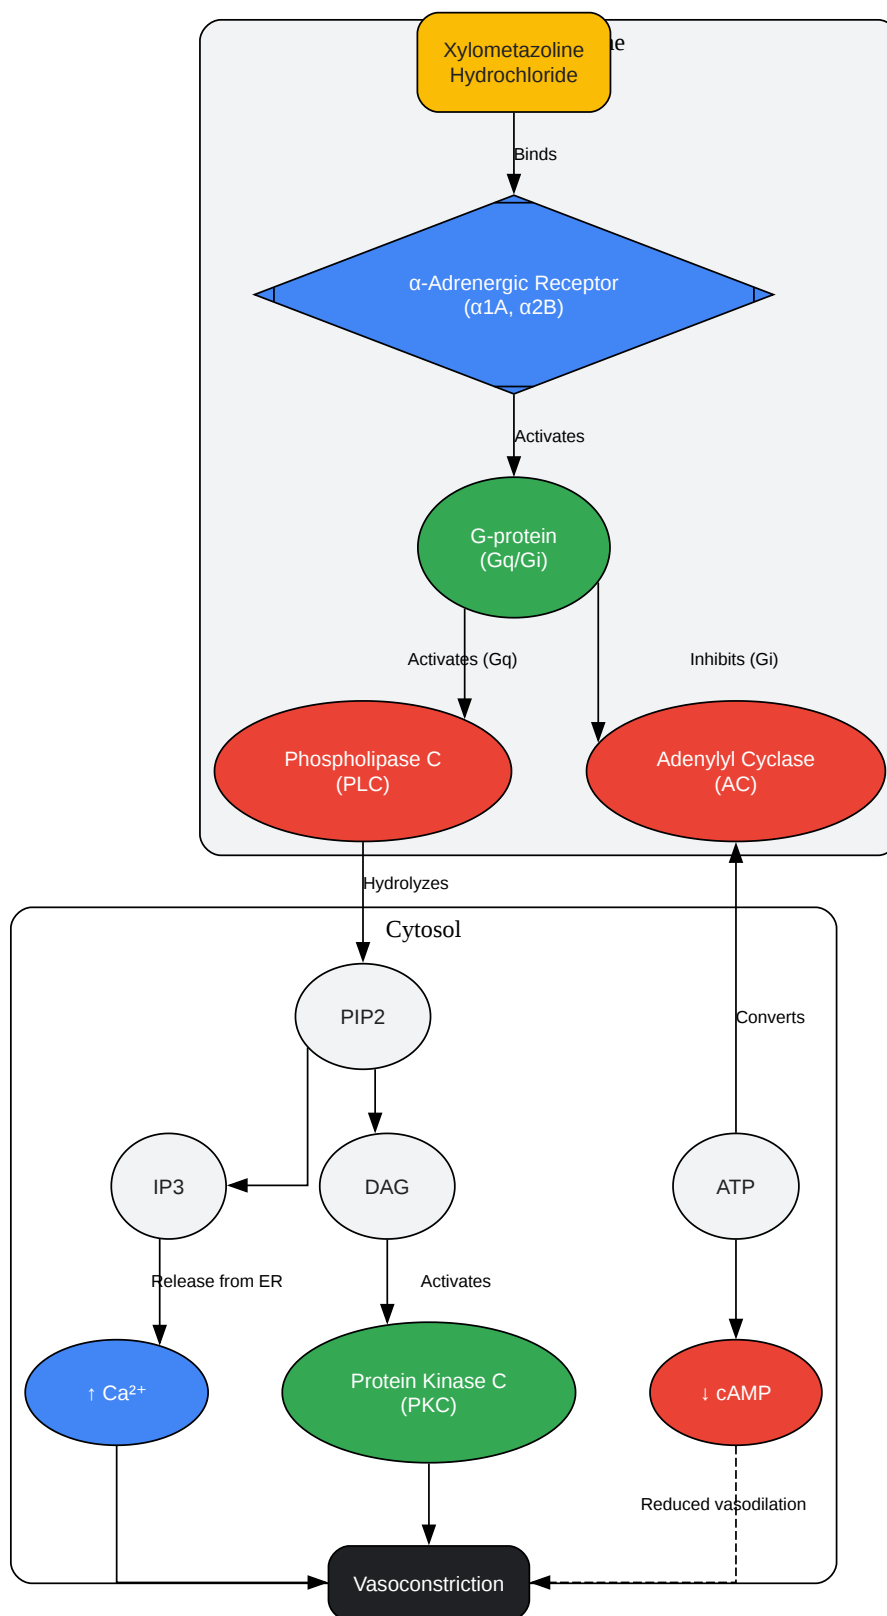 Xylometazoline
Hydrochloride
Binds
α-Adrenergic Receptor
(α1A, α2B)
Activates
G-protein
(Gq/Gi)
Activates (Gq)
Inhibits (Gi)
Phospholipase C
(PLC)
Adenylyl Cyclase
(AC)
Hydrolyzes
Cytosol
PIP2
Converts
IP3
DAG
ATP
Release from ER
Activates
↑ Ca²⁺
Protein Kinase C
(PKC)
↓ cAMP
Reduced vasodilation
Vasoconstriction